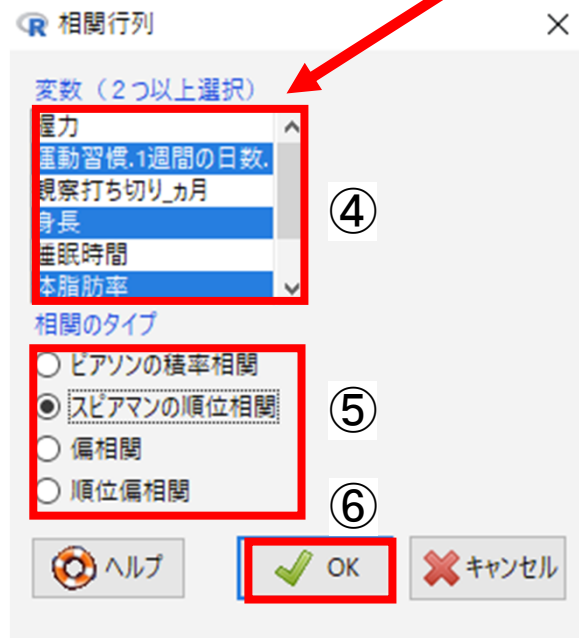 相関行列
変数（２つ以上選択）
握力
運動習慣.1週間の日数.
観察打ち切り_ヵ月
④
身長
睡眠時間
体脂肪率
相関のタイプ
ピアソンの積率相関
スピアマンの順位相関
⑤
偏相関
順位偏相関
⑥
ヘルプ
OK
キャンセル